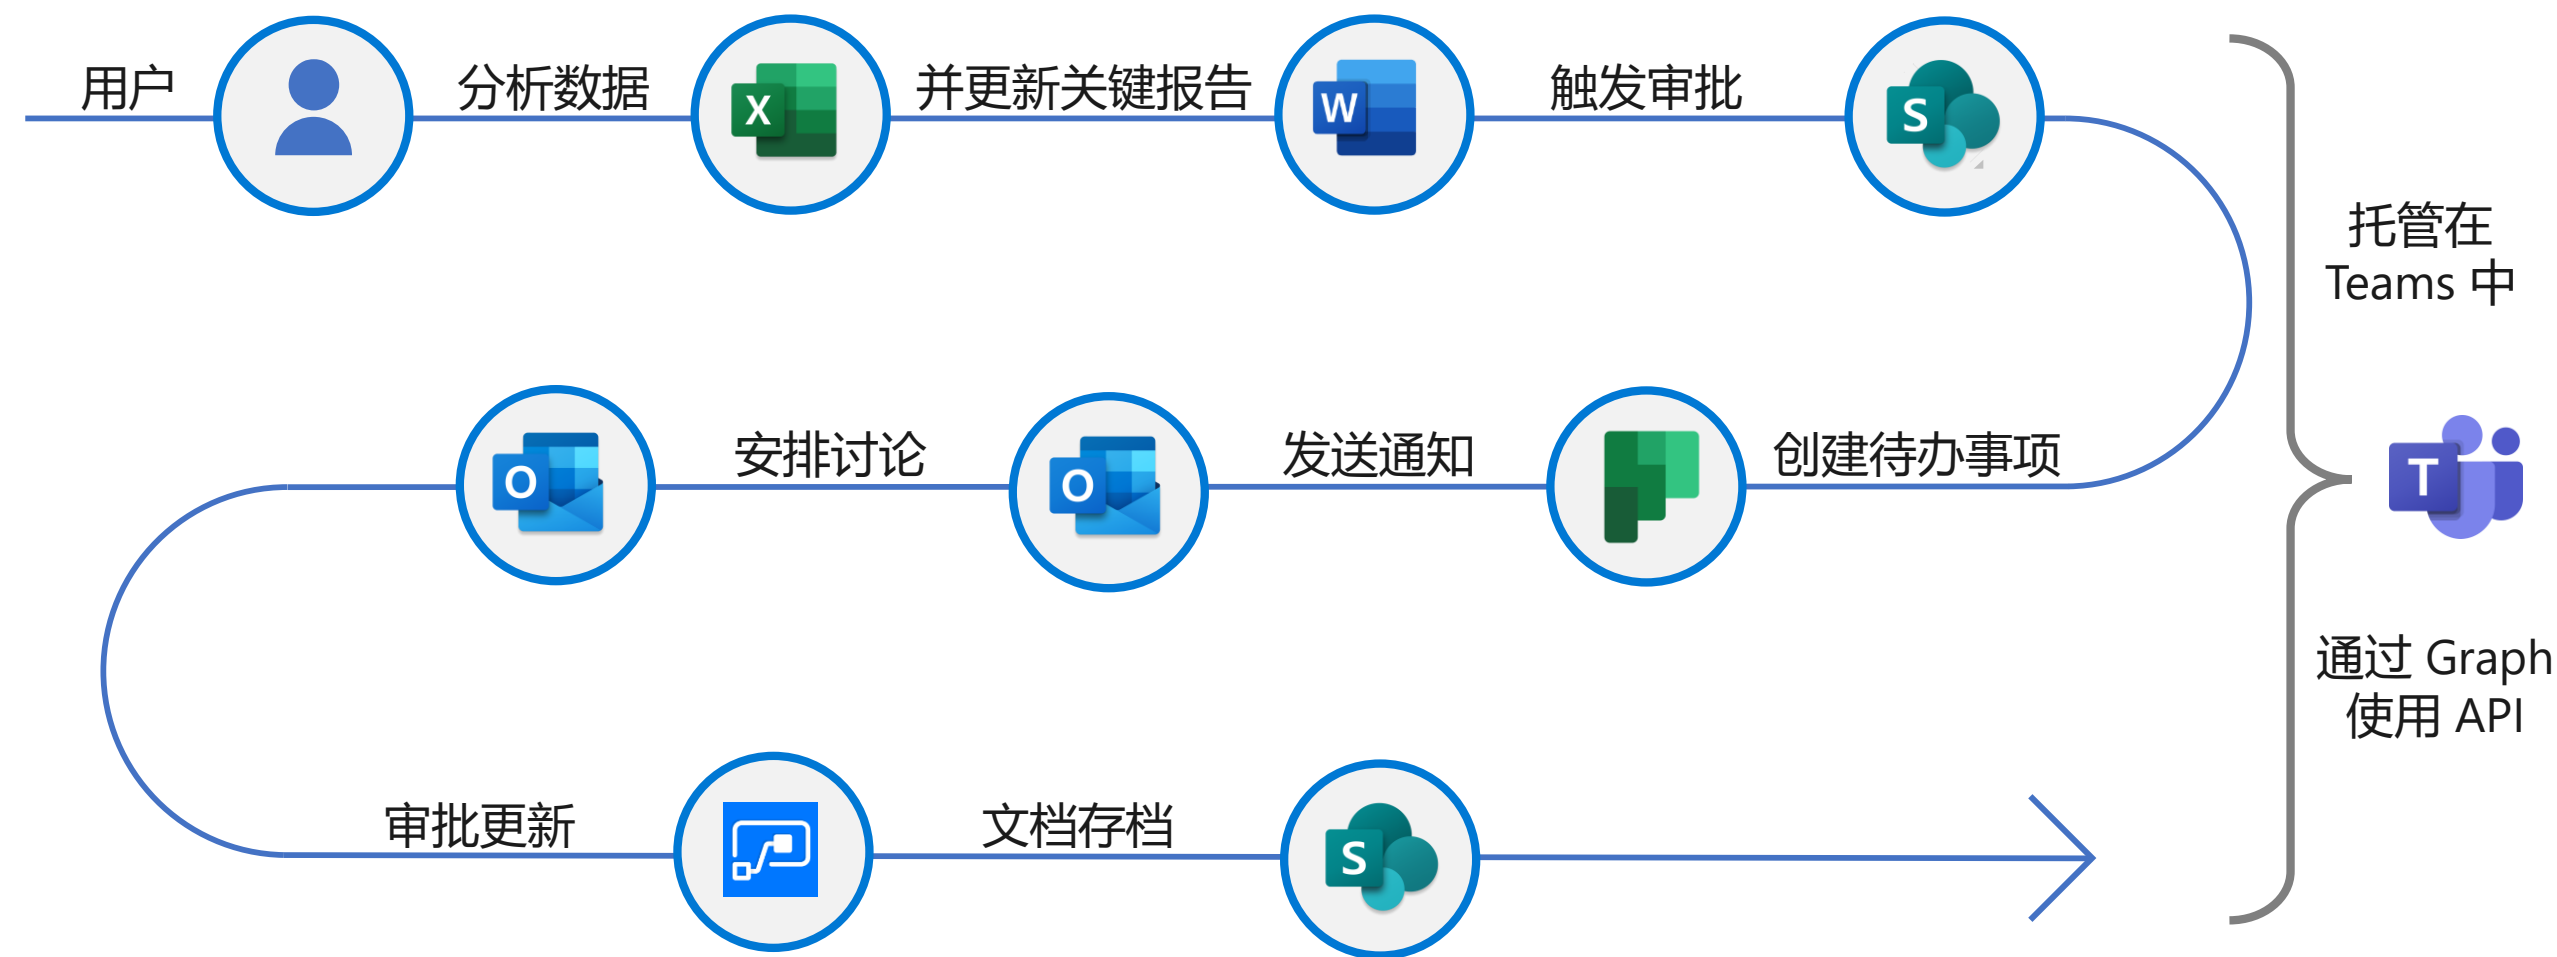 用户
分析数据
X
并更新关键报告
W
触发审批
S
托管在
Teams 中
创建待办事项
发送通知
O
安排讨论
O
T
通过 Graph
使用 API
审批更新
文档存档
S